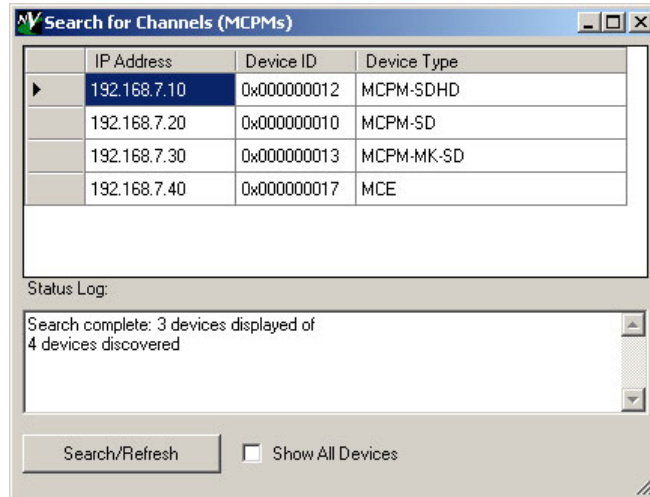 Search for Channels (MCPMs)
IP Address Device ID Device Type
192.168.7.10 0x000000012 MCPM-SDHD
192.168.7.20 0x000000010 MCPM-SD
192.168.7.30 0x000000013 MCPM-MK-SD
192.168.7.40 0x000000017 MCE
Status Log:
Search complete: 3 devices displayed of
4 devices discovered
Search/Refresh Show All Devices